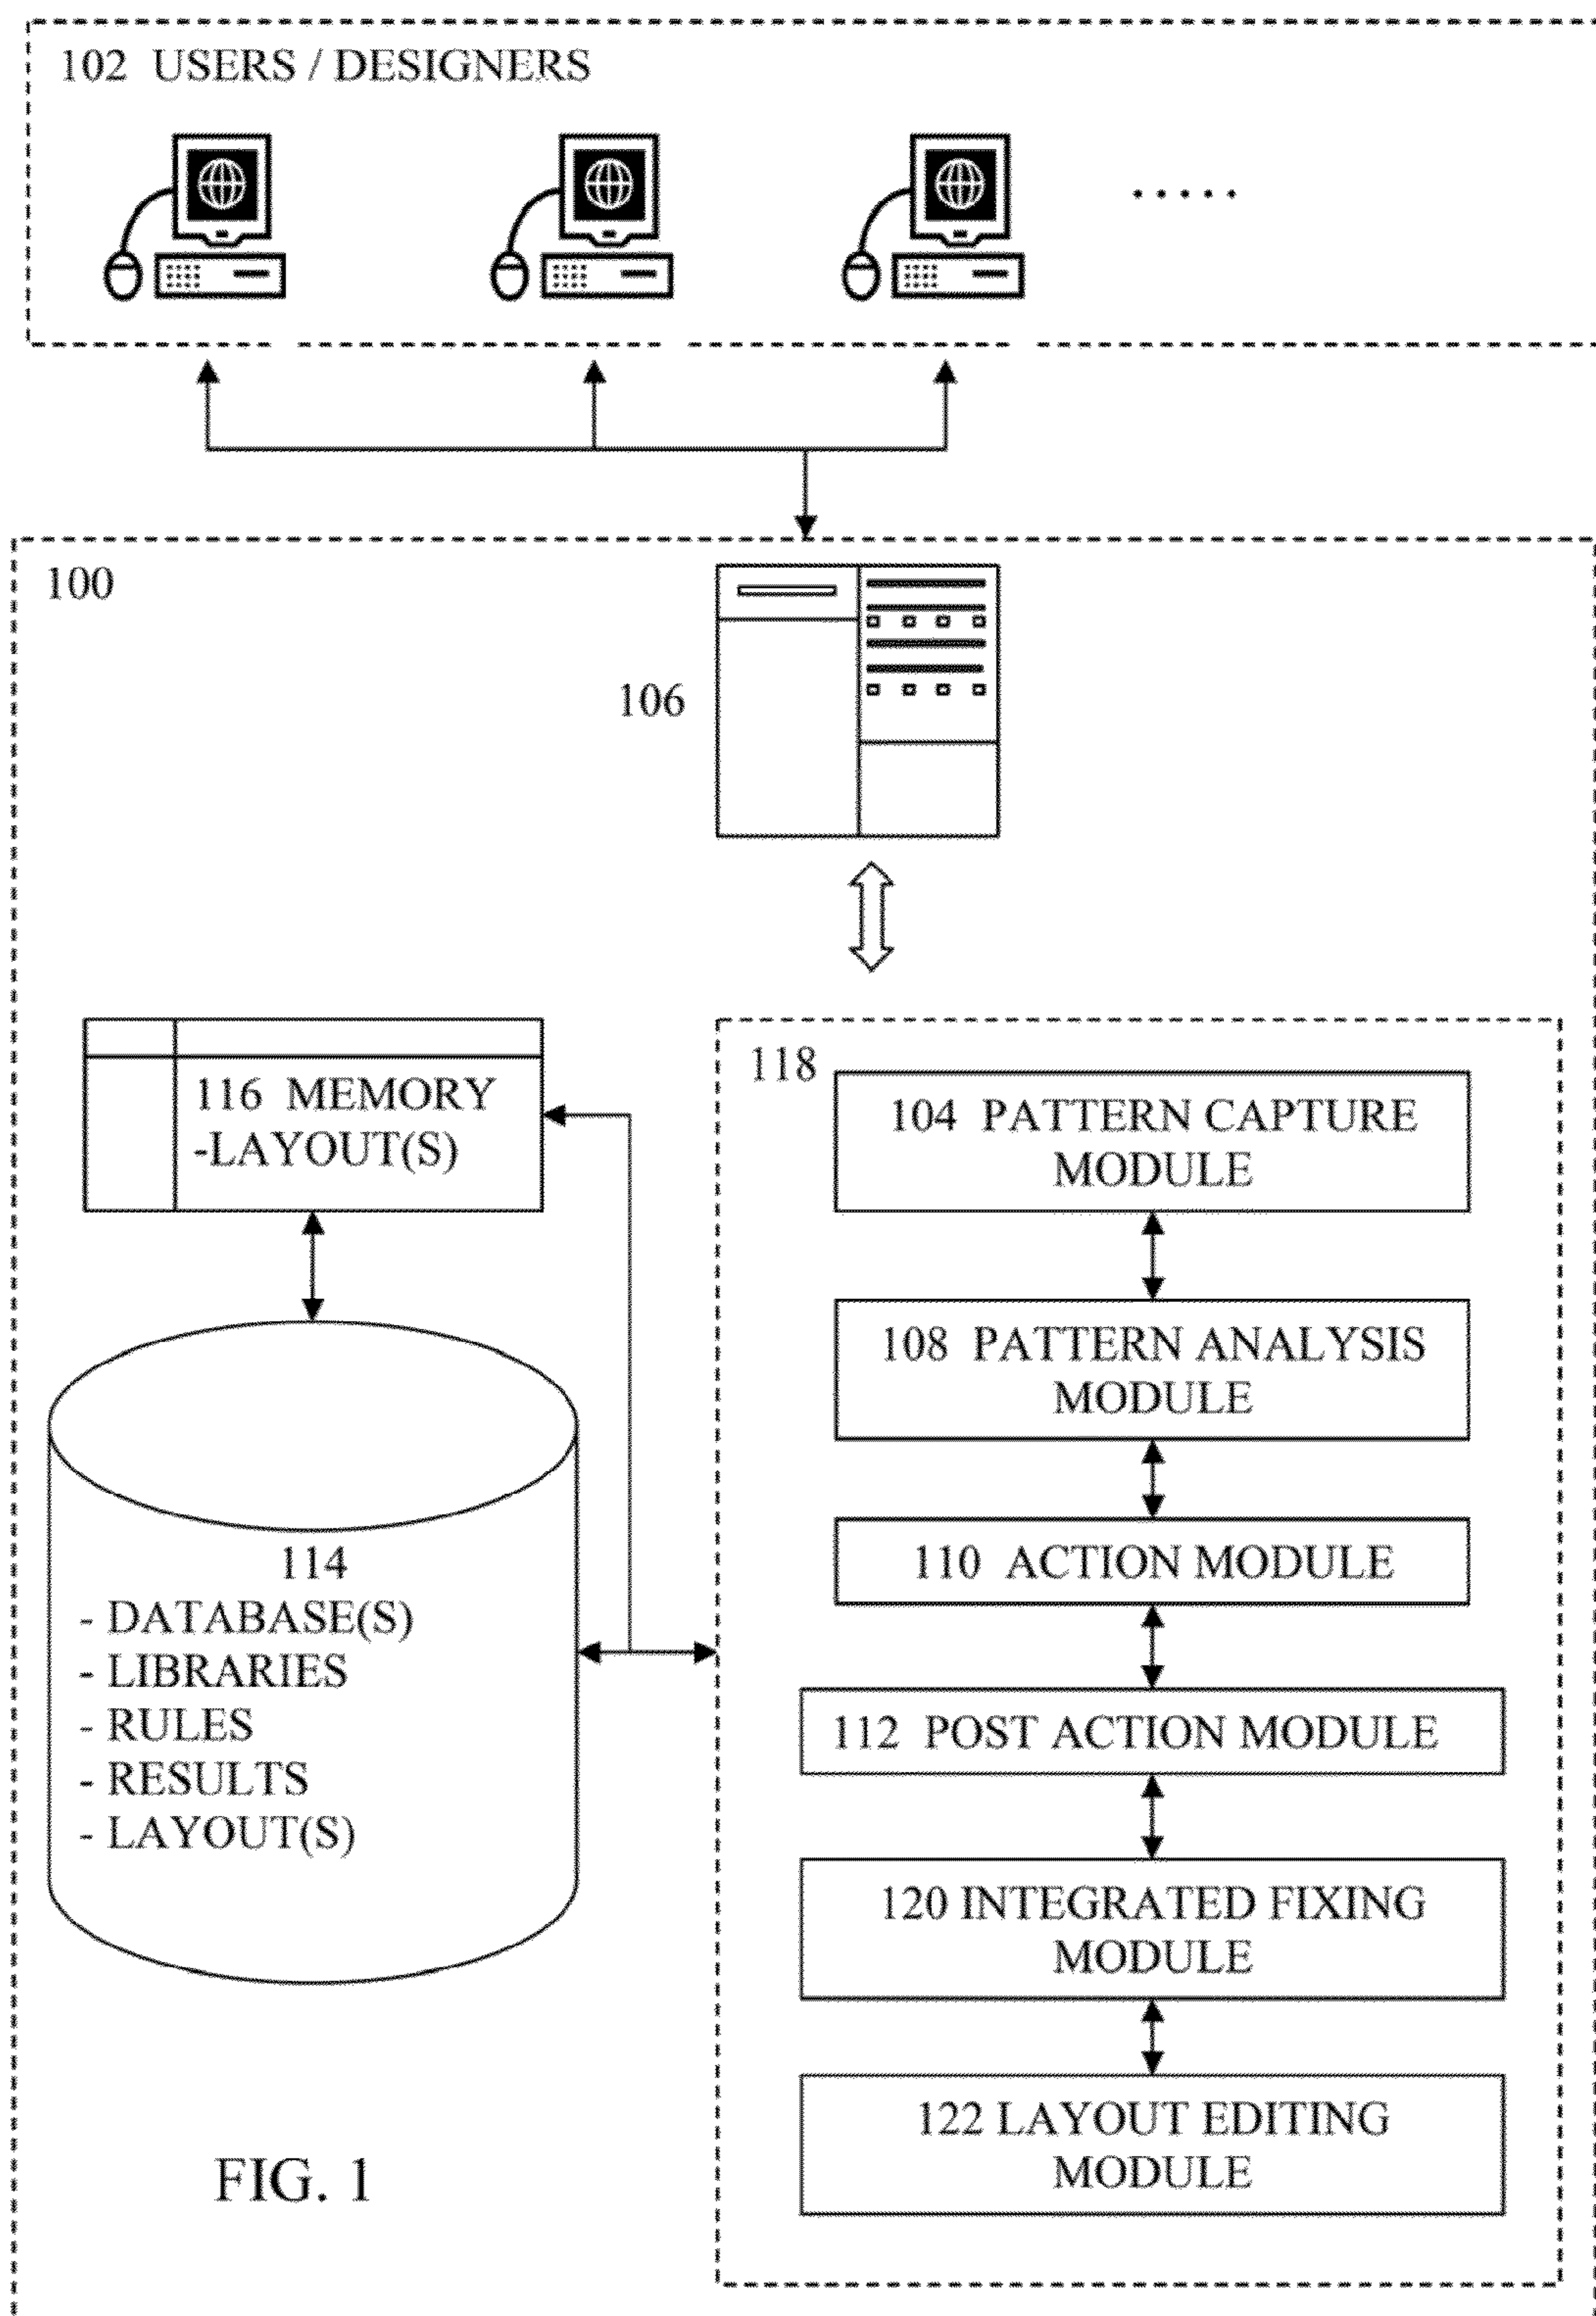 102 USERS / DESIGNERS
.....
100
106
116 MEMORY
-LAYOUT(S)
118
104 PATTERN CAPTURE
MODULE
108 PATTERN ANALYSIS
MODULE
110 ACTION MODULE
112 POST ACTION MODULE
120 INTEGRATED FIXING
MODULE
122 LAYOUT EDITING
MODULE
114
- DATABASE(S)
- LIBRARIES
- RULES
- RESULTS
- LAYOUT(S)
FIG. 1